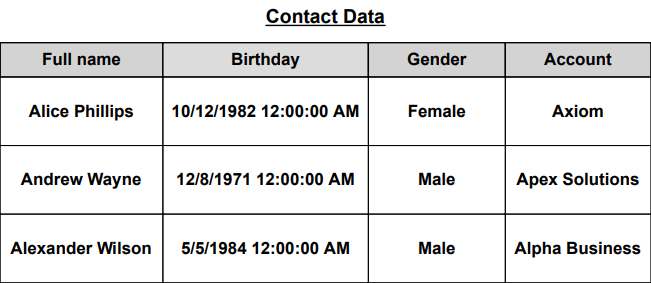 Contact Data
Full name Birthday Gender Account
Alice Phillips 10/12/1982 12:00:00 AM Female Axiom
Andrew Wayne 12/8/1971 12:00:00 AM Male Apex Solutions
Alexander Wilson 5/5/1984 12:00:00 AM Male Alpha Business